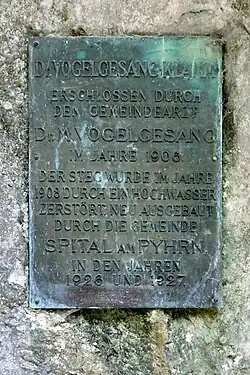 DR. VOGELGESANG-KLAMM
ERSCHLOSSEN DURCH
DEN GEMEINDEARZT
DR. M. VOGELGESANG
IM JAHRE 1906
DER STEG WURDE IM JAHRE
1908 DURCH EIN HOCHWASSER
ZERSTÖRT, NEU AUSGEBAUT
DURCH DIE GEMEINDE
SPITAL AM PYHRN
IN DEN JAHREN
1926 UND 1927